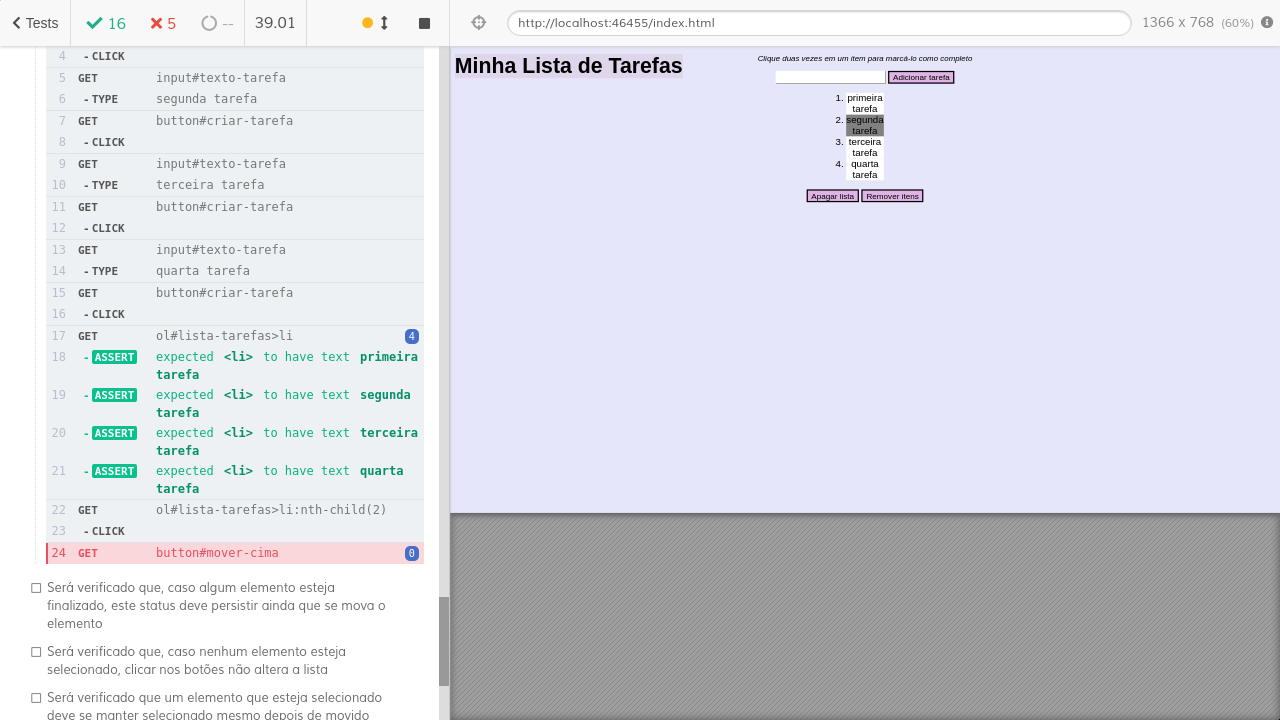 Tests 16 5 -- 39.01 http://localhost:46455/index.html 1366 x 768 (60%)
4 - CLICK
5 GET input#texto-tarefa
6 - TYPE segunda tarefa
7 GET button#criar-tarefa
8 - CLICK
9 GET input#texto-tarefa
10 - TYPE terceira tarefa
11 GET button#criar-tarefa
12 - CLICK
13 GET input#texto-tarefa
14 - TYPE quarta tarefa
15 GET button#criar-tarefa
16 - CLICK
17 GET ol#lista-tarefas>li 4
18 - ASSERT expected <li> to have text primeira
tarefa
19 - ASSERT expected <li> to have text segunda
tarefa
20 - ASSERT expected <li> to have text terceira
tarefa
21 - ASSERT expected <li> to have text quarta
tarefa
22 GET ol#lista-tarefas>li:nth-child(2)
23 - CLICK
24 GET button#mover-cima 0
Será verificado que, caso algum elemento esteja
finalizado, este status deve persistir ainda que se mova o
elemento
Será verificado que, caso nenhum elemento esteja
selecionado, clicar nos botões não altera a lista
Será verificado que um elemento que esteja selecionado
deve se manter selecionado mesmo depois de movido
Minha Lista de Tarefas
Clique duas vezes em um item para marcá-lo como completo
Adicionar tarefa
1. primeira
tarefa
2. segunda
tarefa
3. terceira
tarefa
4. quarta
tarefa
Apagar lista Remover itens